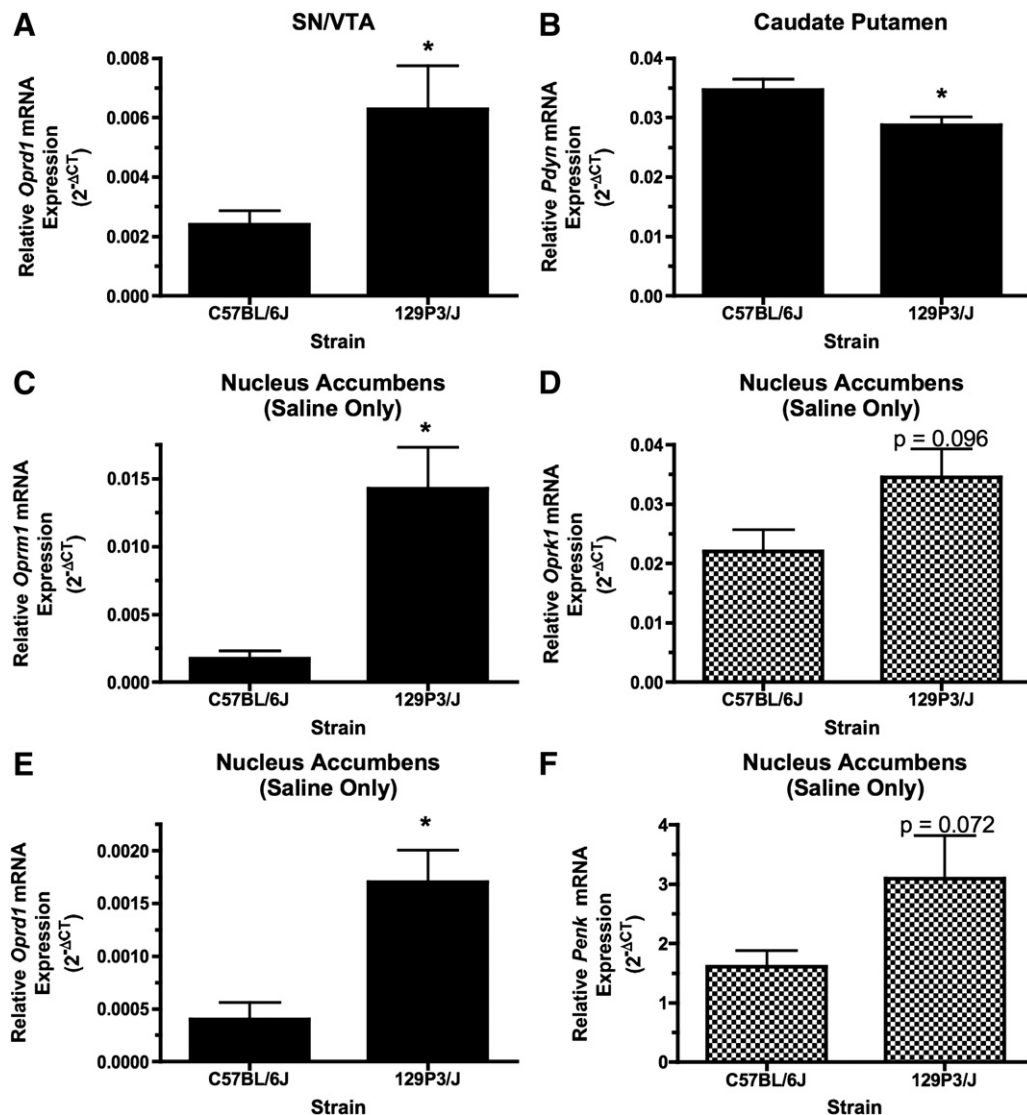 A
SN/VTA
*
Relative Oprd1 mRNA
Expression
(2-ΔCT)
0.008
0.006
0.004
0.002
0.000
C57BL/6J 129P3/J
Strain
B
Caudate Putamen
*
Relative Pdyn mRNA
Expression
(2-ΔCT)
0.04
0.03
0.02
0.01
0.00
C57BL/6J 129P3/J
Strain
C
Nucleus Accumbens
(Saline Only)
*
Relative Oprm1 mRNA
Expression
(2-ΔCT)
0.015
0.010
0.005
0.000
C57BL/6J 129P3/J
Strain
D
Nucleus Accumbens
(Saline Only)
p = 0.096
Relative Oprk1 mRNA
Expression
(2-ΔCT)
0.04
0.03
0.02
0.01
0.00
C57BL/6J 129P3/J
Strain
E
Nucleus Accumbens
(Saline Only)
*
Relative Oprd1 mRNA
Expression
(2-ΔCT)
0.0020
0.0015
0.0010
0.0005
0.0000
C57BL/6J 129P3/J
Strain
F
Nucleus Accumbens
(Saline Only)
p = 0.072
Relative Penk mRNA
Expression
(2-ΔCT)
4
3
2
1
0
C57BL/6J 129P3/J
Strain